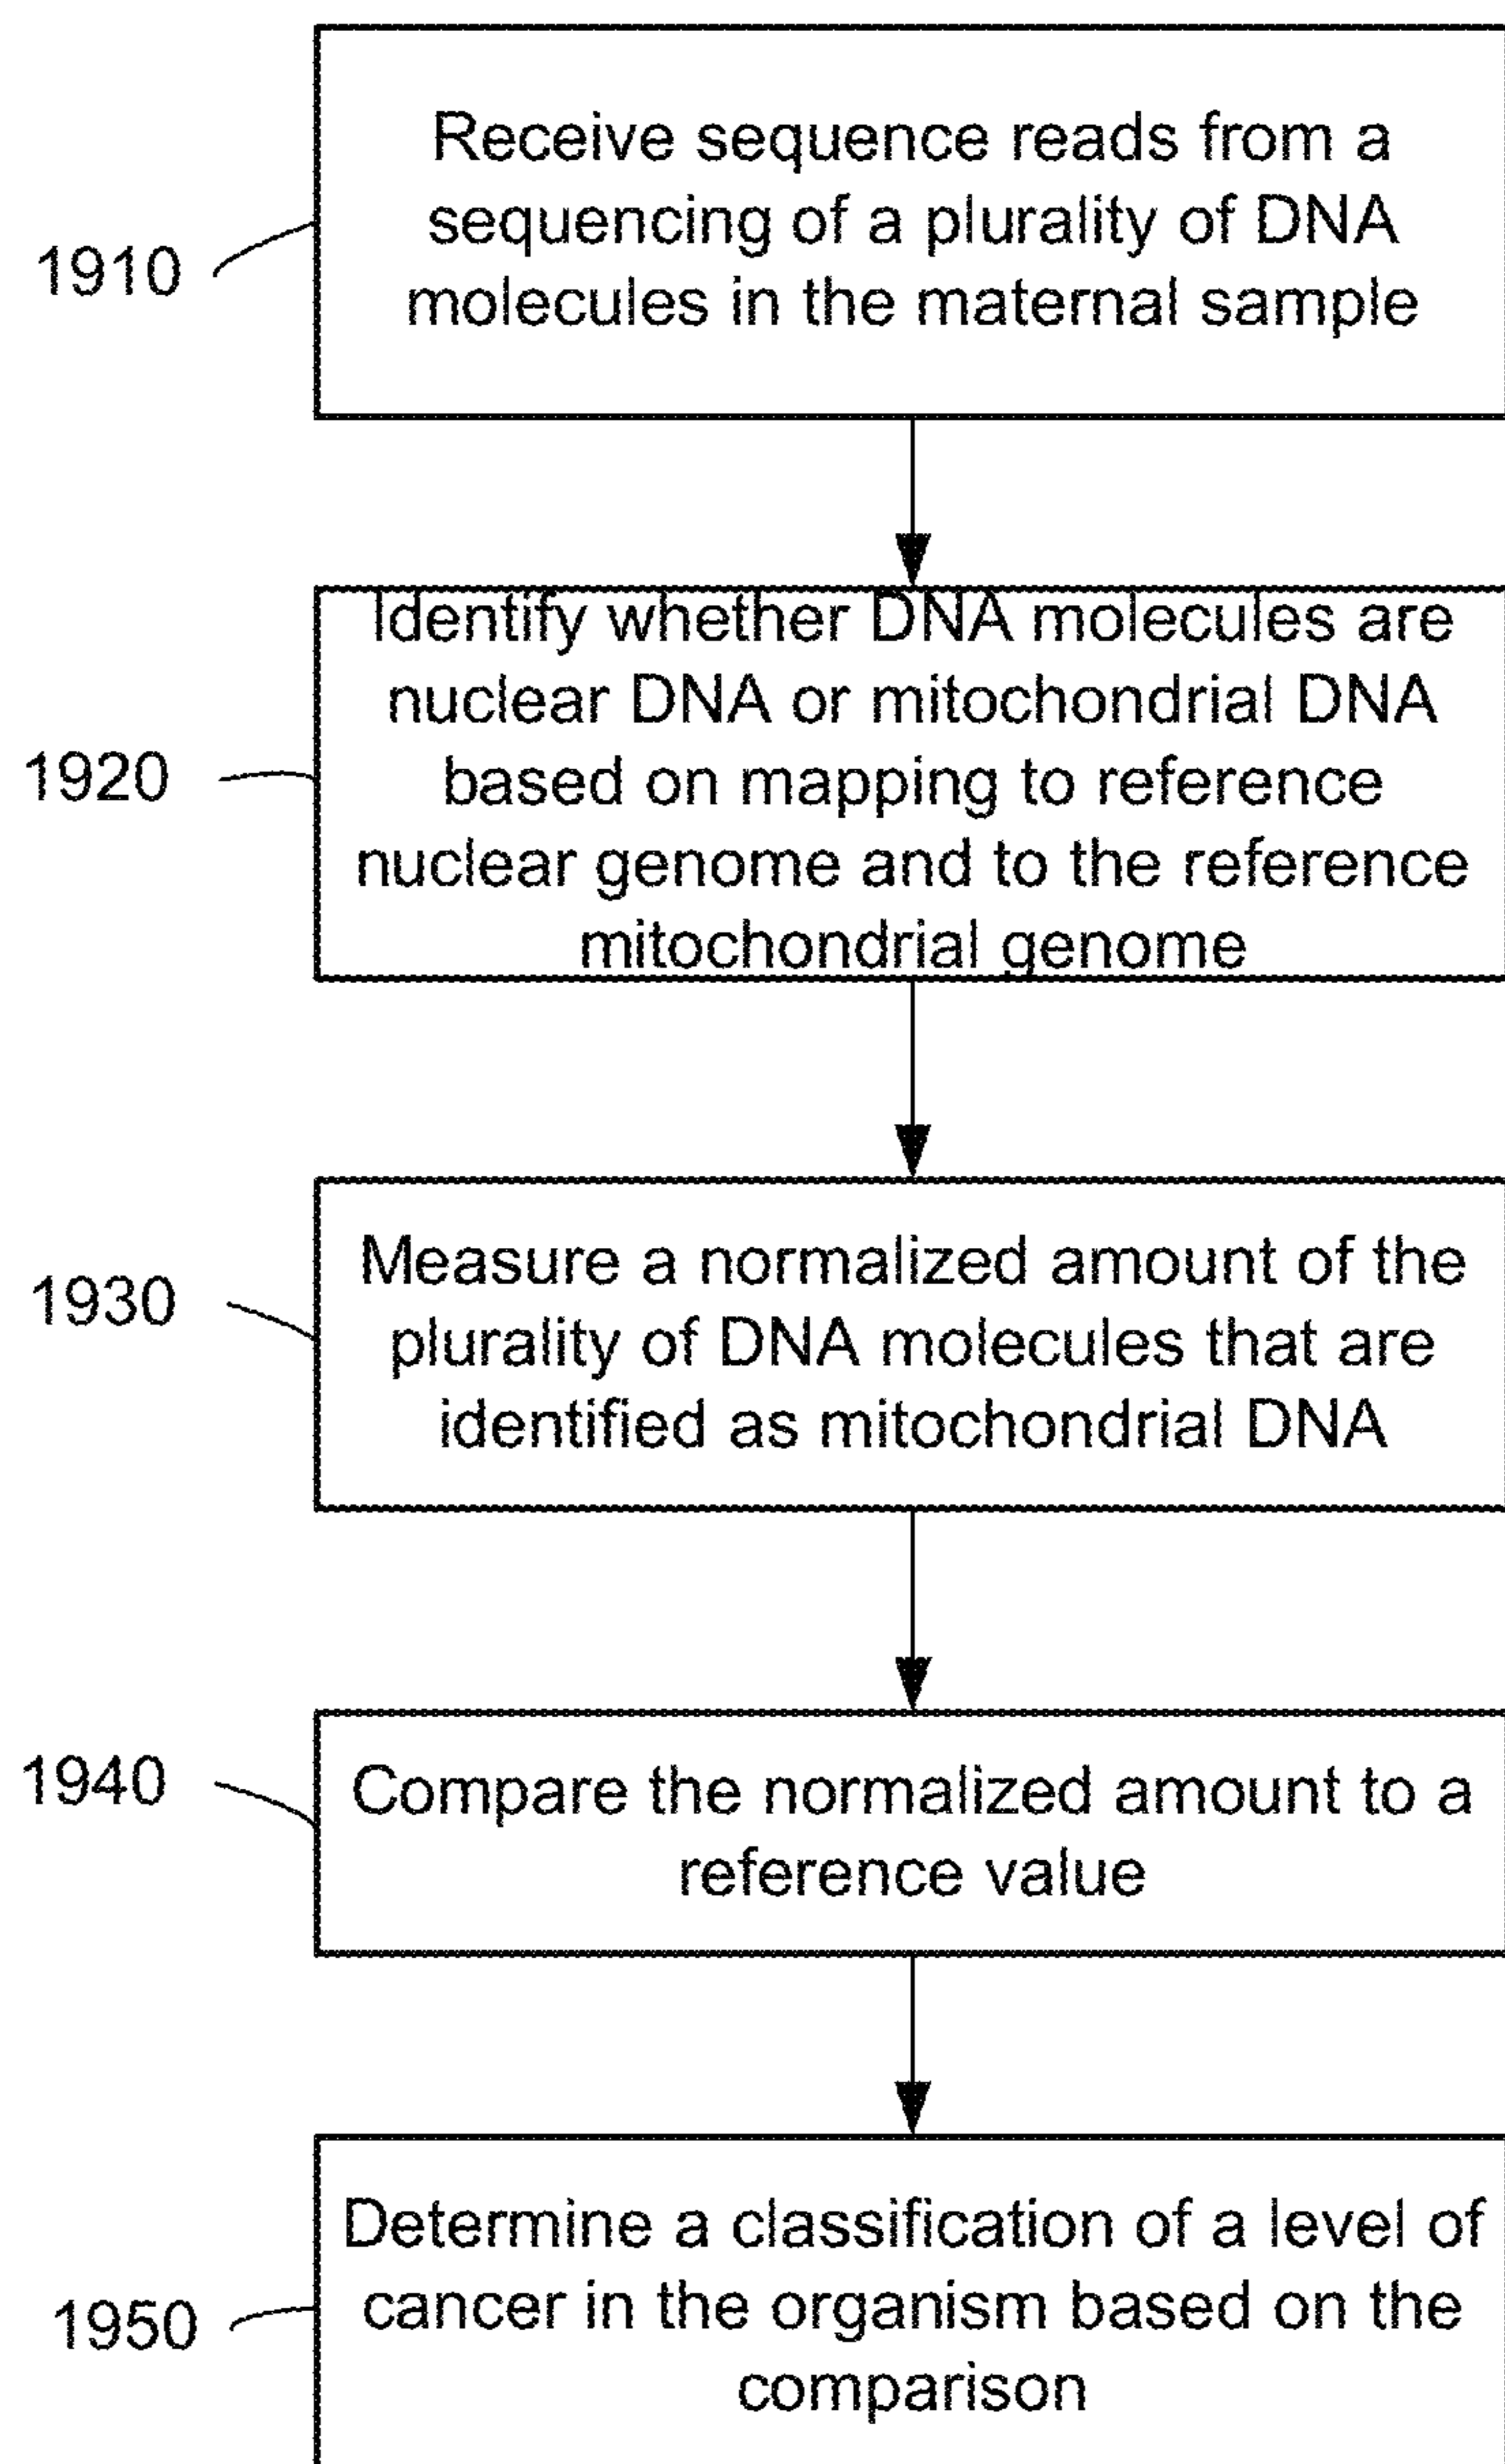 Receive sequence reads from a
sequencing of a plurality of DNA
molecules in the maternal sample
1910
Identify whether DNA molecules are
nuclear DNA or mitochondrial DNA
based on mapping to reference
nuclear genome and to the reference
mitochondrial genome
1920
Measure a normalized amount of the
plurality of DNA molecules that are
identified as mitochondrial DNA
1930
Compare the normalized amount to a
reference value
1940
Determine a classification of a level of
cancer in the organism based on the
comparison
1950